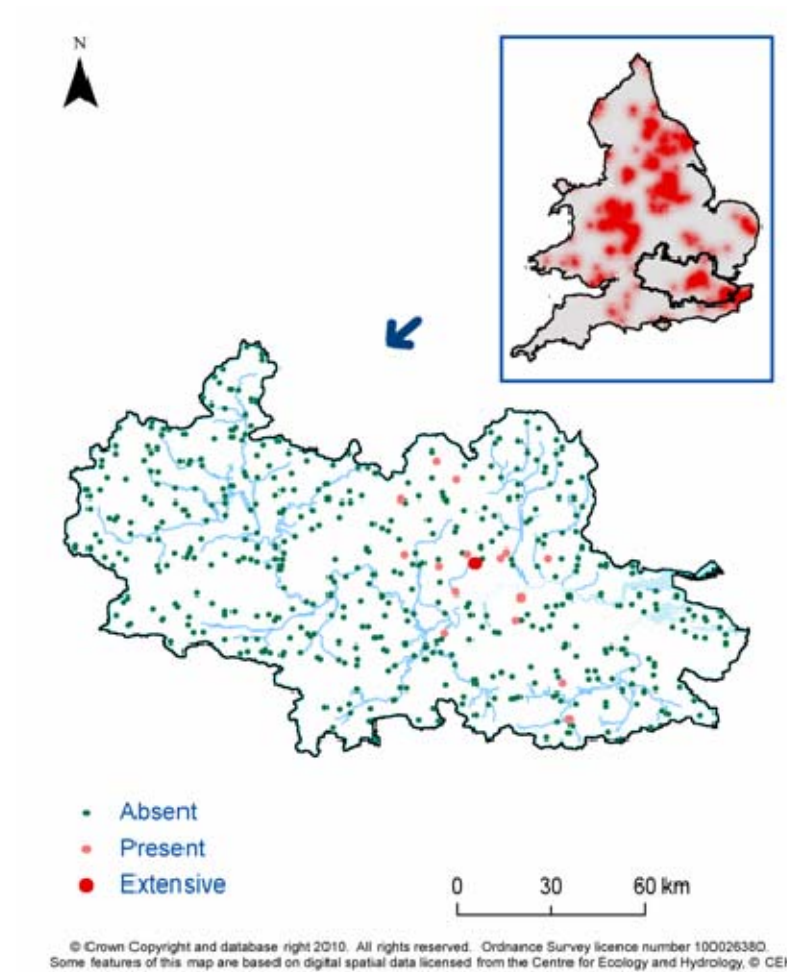 N
Absent
Present
Extensive
0 30 60 km
© Crown Copyright and database right 2010. All rights reserved. Ordnance Survey licence number 100026380.
Some features of this map are based on digital spatial data licensed from the Centre for Ecology and Hydrology, © CEH